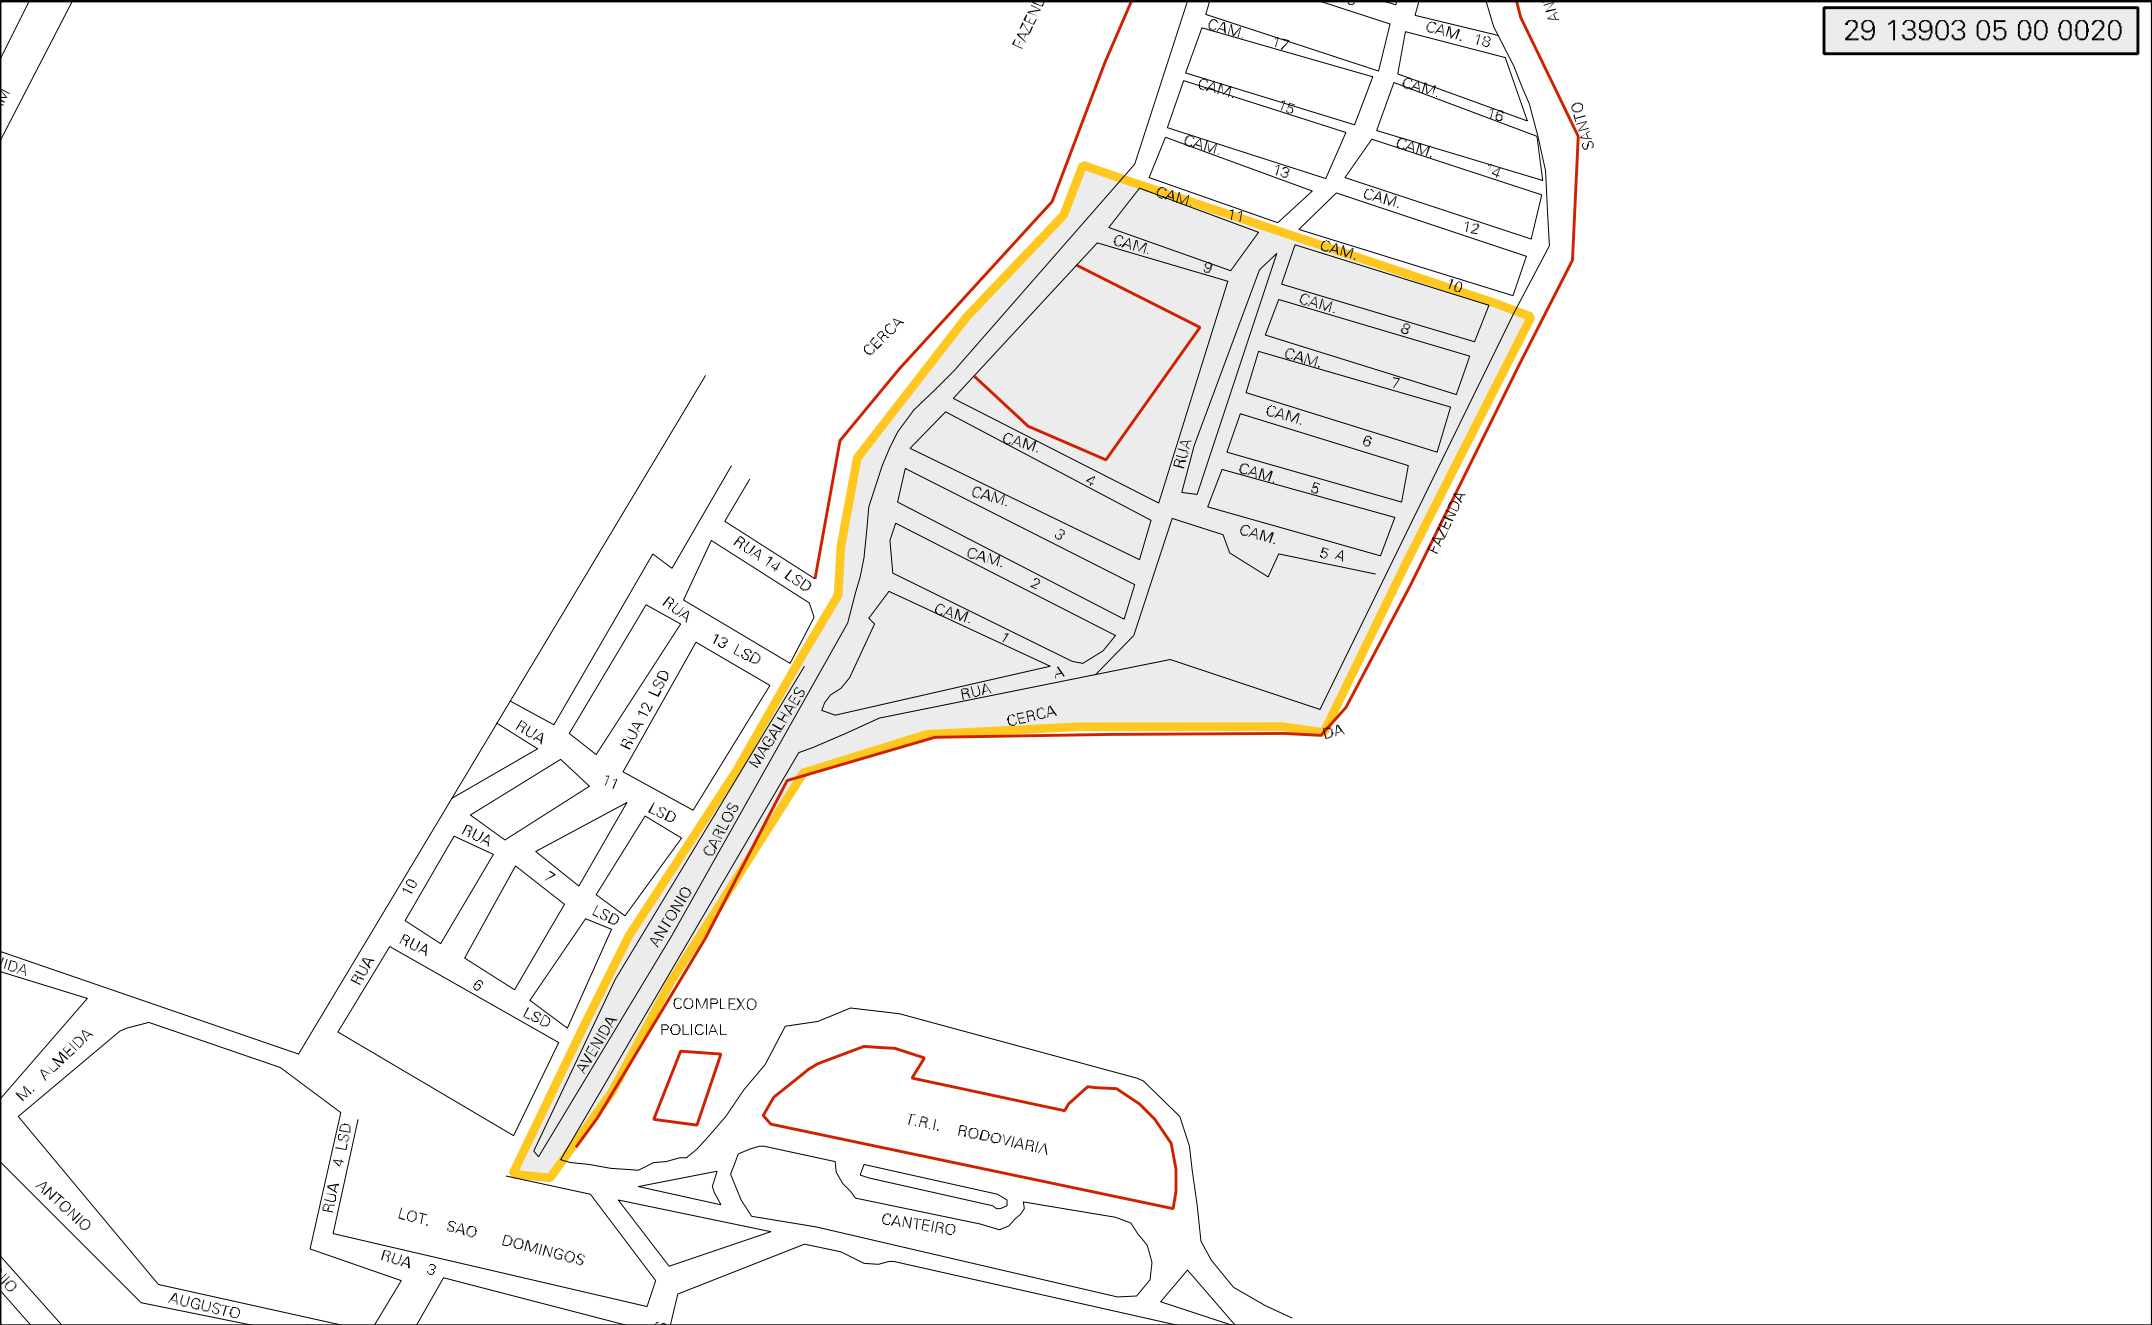 29 13903 05 00 0020
CAM. 17
CAM. 18
CAM. 15
CAM. 16
CAM. 13
CAM. 14
CAM. 11
CAM. 12
CAM. 9
CAM. 10
CAM. 8
CAM. 7
CAM. 6
CAM. 5
CAM. 5 A
CAM. 4
CAM. 3
CAM. 2
CAM. 1
RUA
RUA A
SANTO
CERCA
CERCA
FAZENDA
DA
RUA 14 LSD
RUA 13 LSD
RUA 12 LSD
RUA 11 LSD
RUA 7 LSD
RUA 10
RUA 6 LSD
AVENIDA ANTONIO CARLOS MAGALHAES
COMPLEXO
POLICIAL
T.R.I. RODOVIARIA
CANTEIRO
M. ALMEIDA
ANTONIO
AUGUSTO
RUA 4 LSD
LOT. SAO DOMINGOS
RUA 3